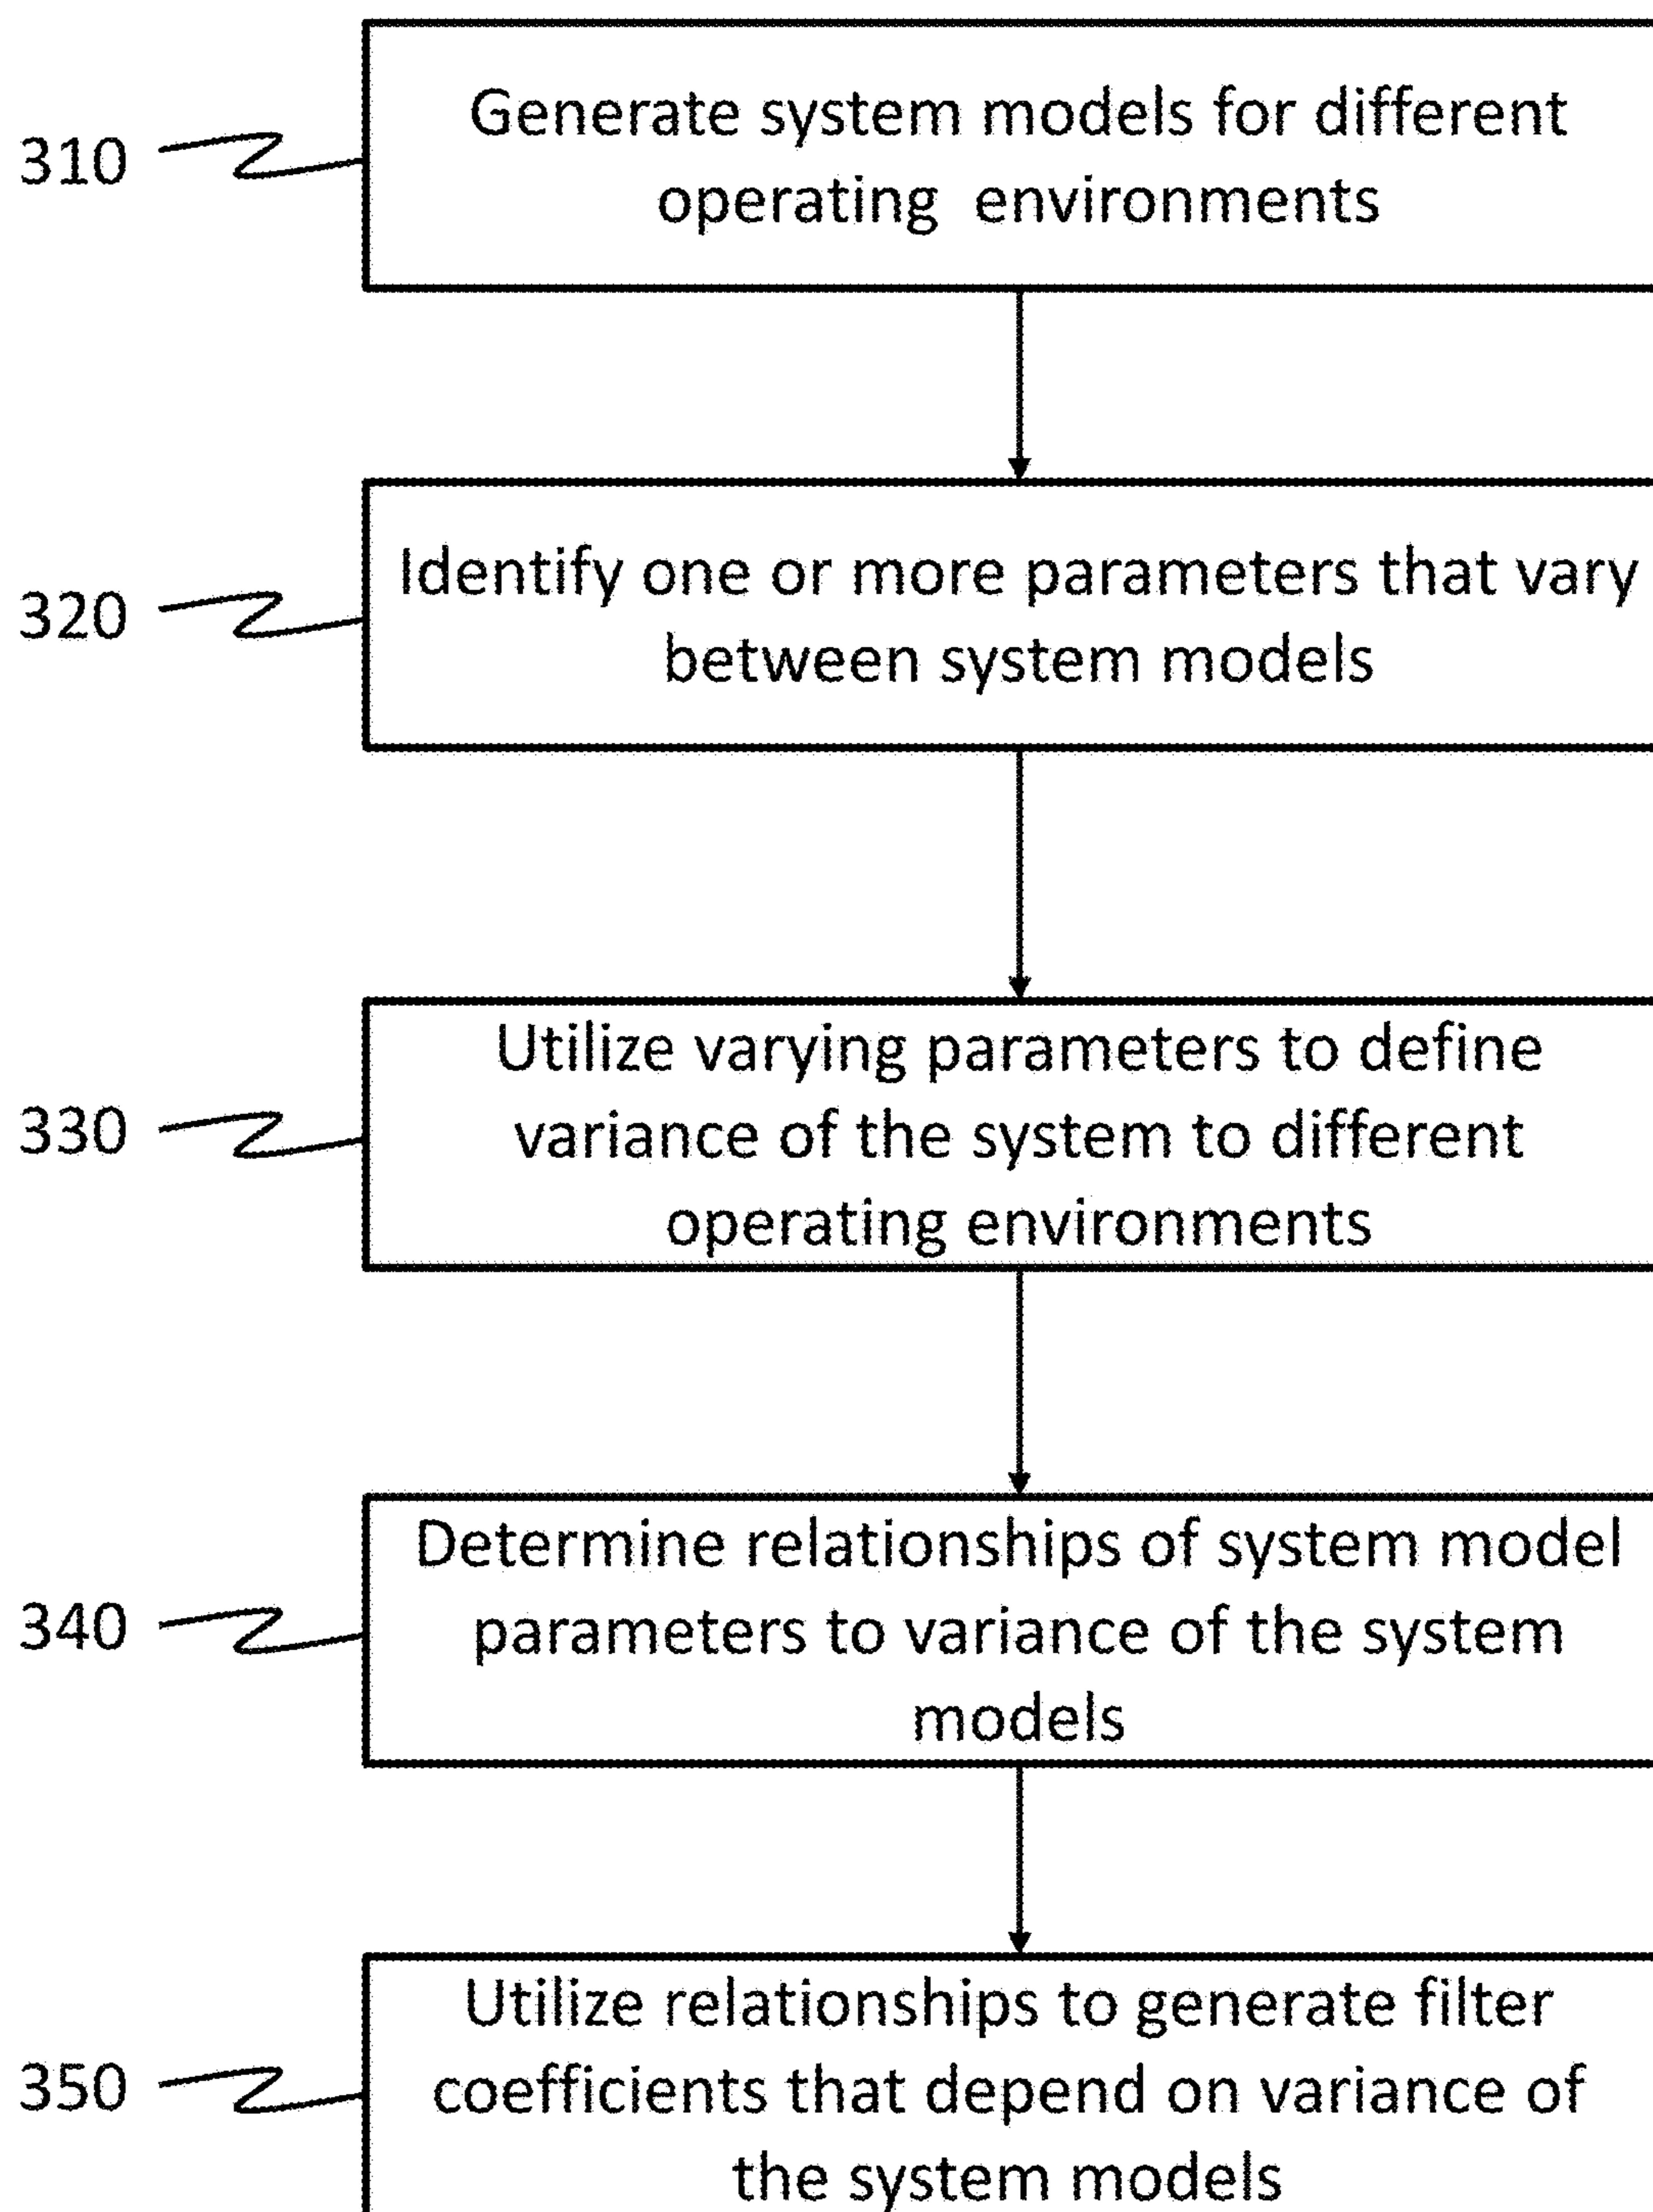 310
Generate system models for different
operating environments
320
Identify one or more parameters that vary
between system models
330
Utilize varying parameters to define
variance of the system to different
operating environments
340
Determine relationships of system model
parameters to variance of the system
models
350
Utilize relationships to generate filter
coefficients that depend on variance of
the system models